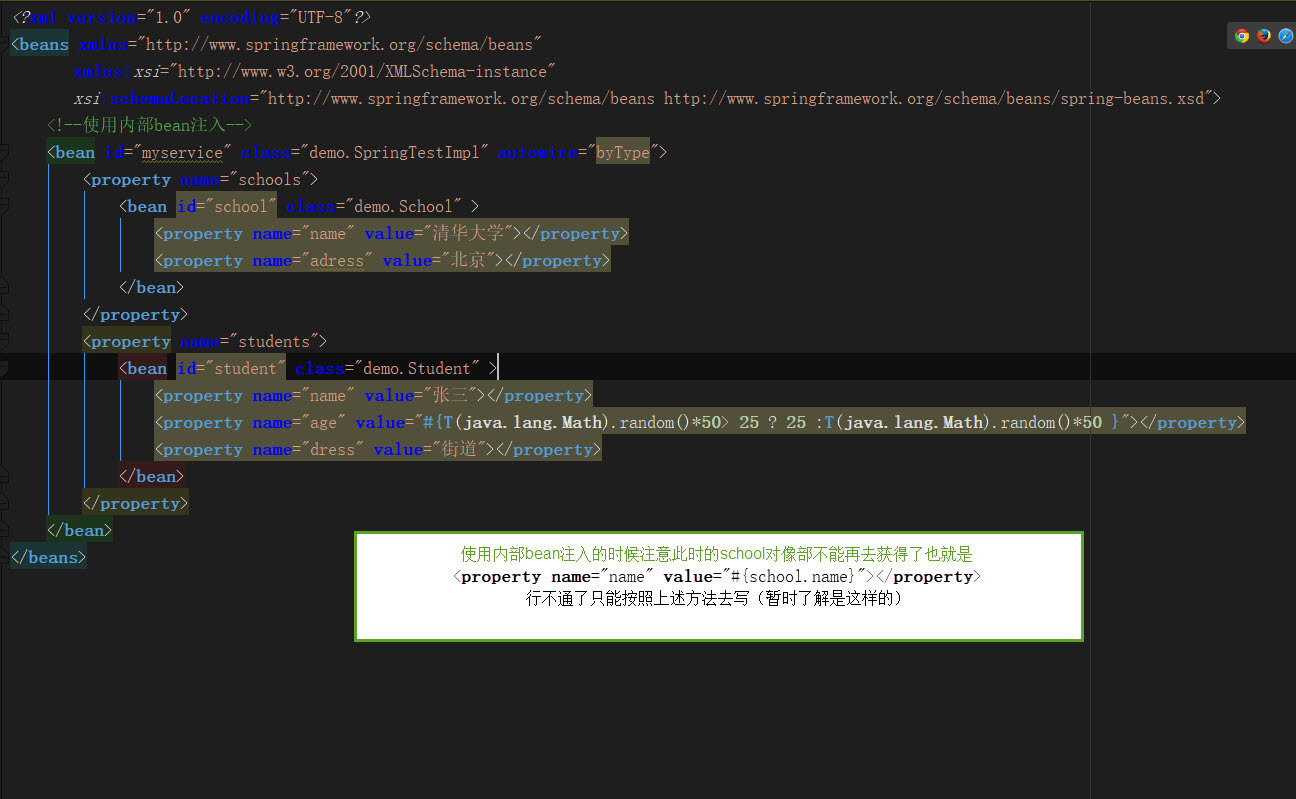 <?xml version="1.0" encoding="UTF-8"?>
<beans xmlns="http://www.springframework.org/schema/beans"
xmlns:xsi="http://www.w3.org/2001/XMLSchema-instance"
xsi:schemaLocation="http://www.springframework.org/schema/beans http://www.springframework.org/schema/beans/spring-beans.xsd">
<!--使用内部bean注入-->
<bean id="myservice" class="demo.SpringTestImpl" autowire="byType">
<property name="schools">
<bean id="school" class="demo.School" >
<property name="name" value="清华大学"></property>
<property name="adress" value="北京"></property>
</bean>
</property>
<property name="students">
<bean id="student" class="demo.Student" >
<property name="name" value="张三"></property>
<property name="age" value="#{T(java.lang.Math).random()*50> 25 ? 25 :T(java.lang.Math).random()*50 }"></property>
<property name="dress" value="街道"></property>
</bean>
</property>
</bean>
</beans>
使用内部bean注入的时候注意此时的school对像部不能再去获得了也就是
<property name="name" value="#{school.name}"></property>
行不通了只能按照上述方法去写（暂时了解是这样的）